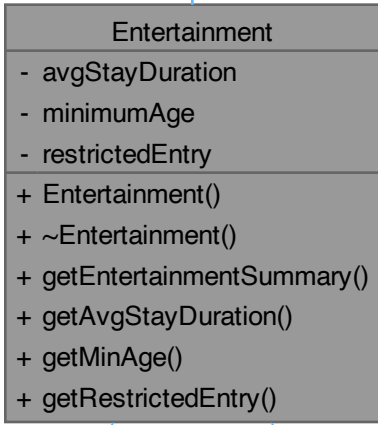 Entertainment
- avgStayDuration
- minimumAge
- restrictedEntry
+ Entertainment()
+ ~Entertainment()
+ getEntertainmentSummary()
+ getAvgStayDuration()
+ getMinAge()
+ getRestrictedEntry()